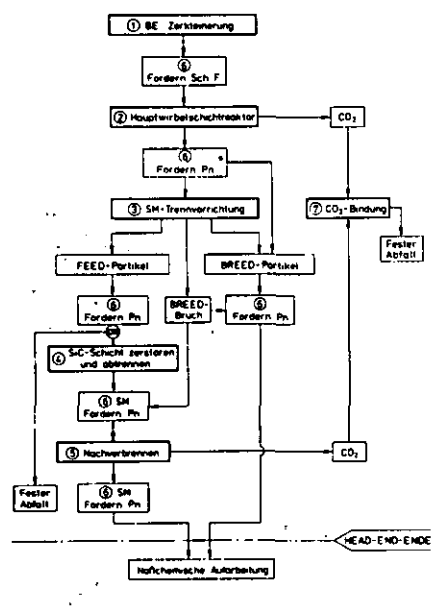 ① BE Zerkleinerung
⑥
Fördern Sch F
② Hauptwirbelschichtreaktor
CO₂
⑥
Fördern Pn
③ SM-Trennvorrichtung
⑦ CO₂-Bindung
Fester
Abfall
FEED-Partikel
BREED-Partikel
⑥
Fördern Pn
BREED-
Bruch
⑥
Fördern Pn
④ SiC-Schicht zerstören
und abtrennen
⑥ SM
Fördern Pn
⑤ Nachverbrennen
CO₂
Fester
Abfall
⑥ SM
Fördern Pn
HEAD-END-ENDE
Naßchemische Aufarbeitung